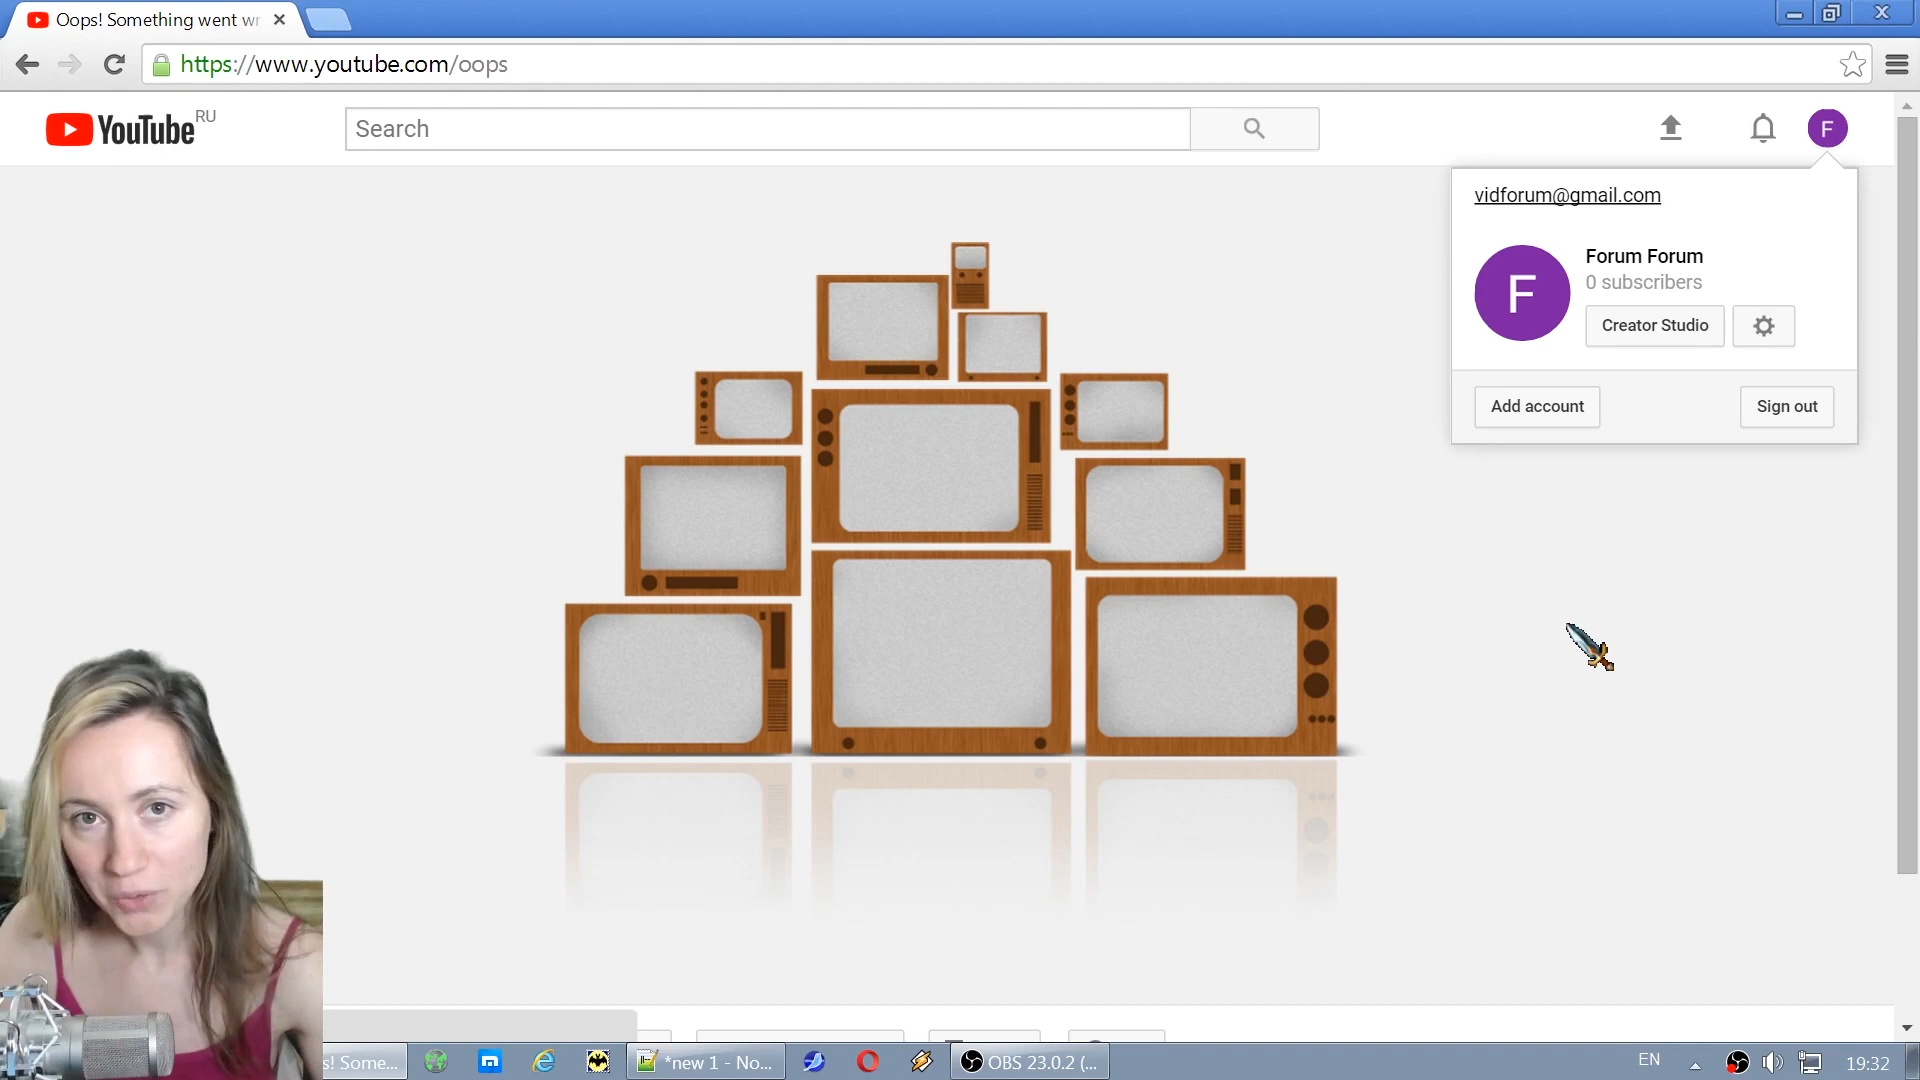 Oops! Something went wr
https://www.youtube.com/oops
YouTube RU
Search
F
vidforum@gmail.com
F
Forum Forum
0 subscribers
Creator Studio
Add account
Sign out
s! Some...
*new 1 - No...
OBS 23.0.2 (...
EN
19:32